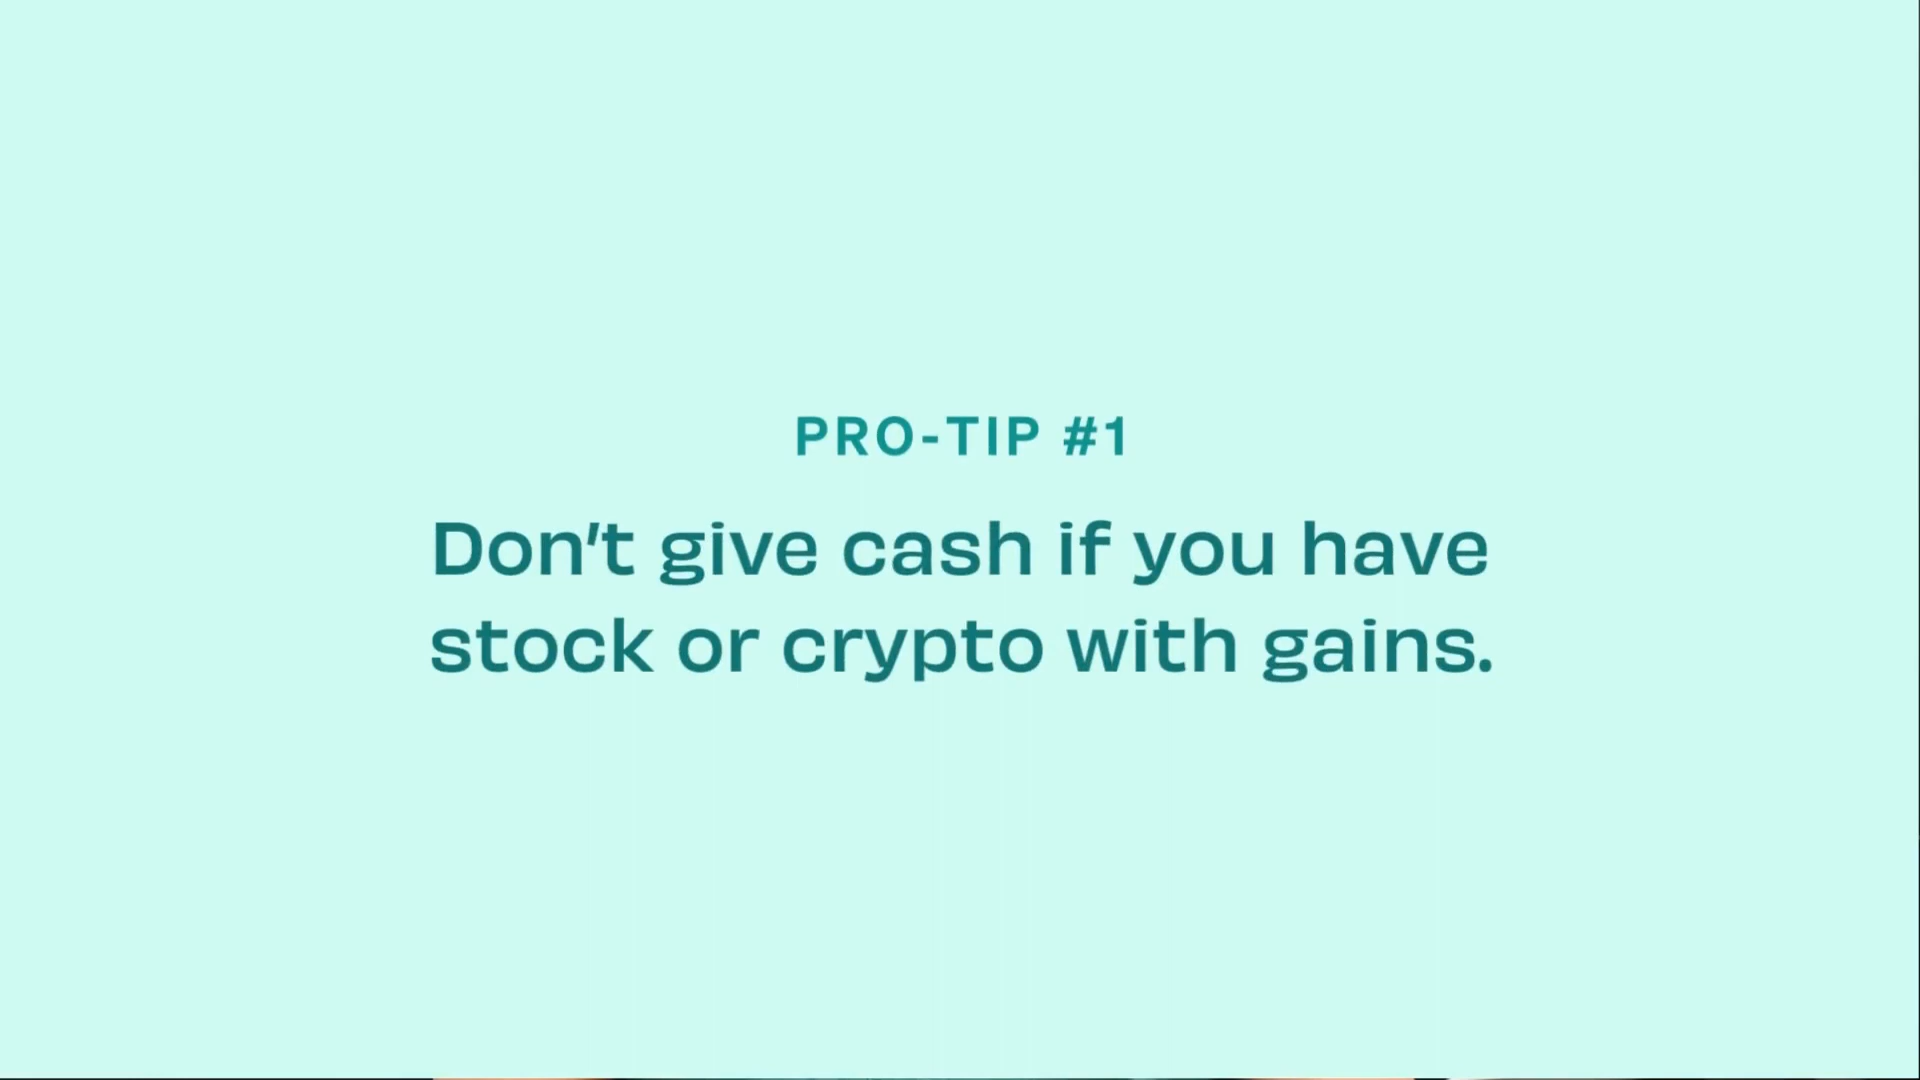 PRO-TIP #1
Don't give cash if you have
stock or crypto with gains.